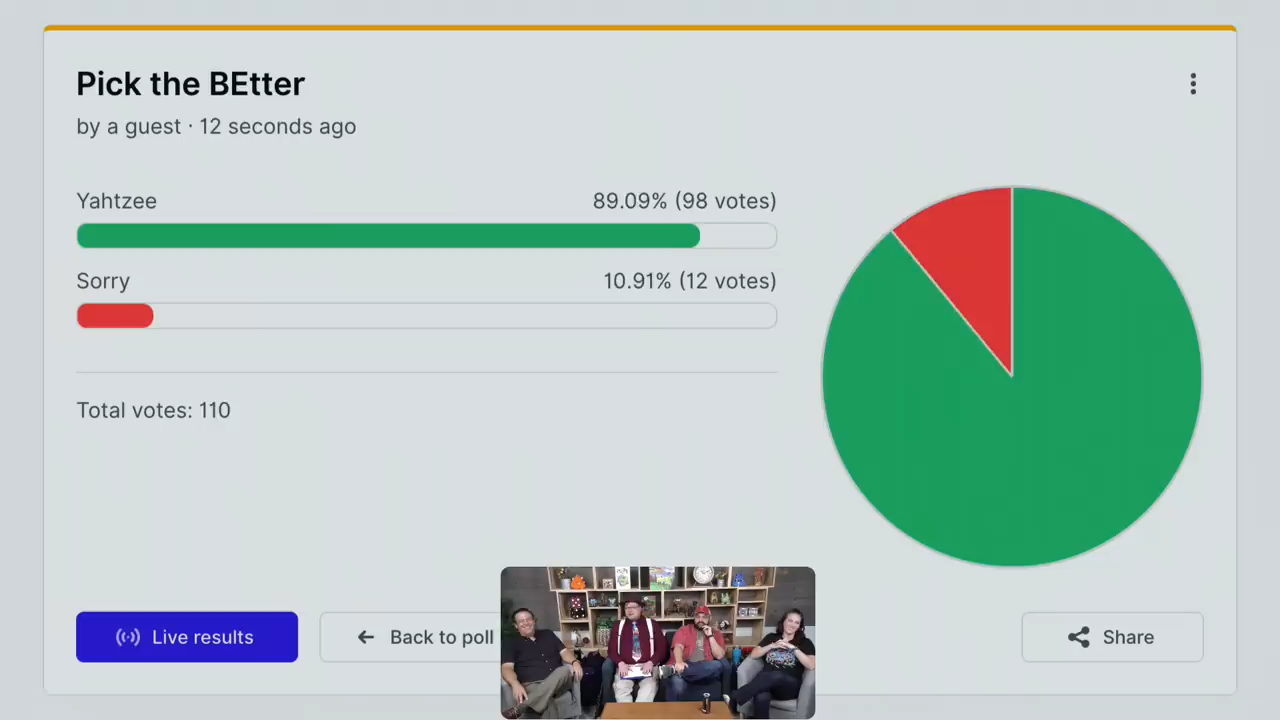 Pick the BEtter
by a guest · 12 seconds ago
Yahtzee 89.09% (98 votes)
Sorry 10.91% (12 votes)
Total votes: 110
Live results
Back to poll
Share